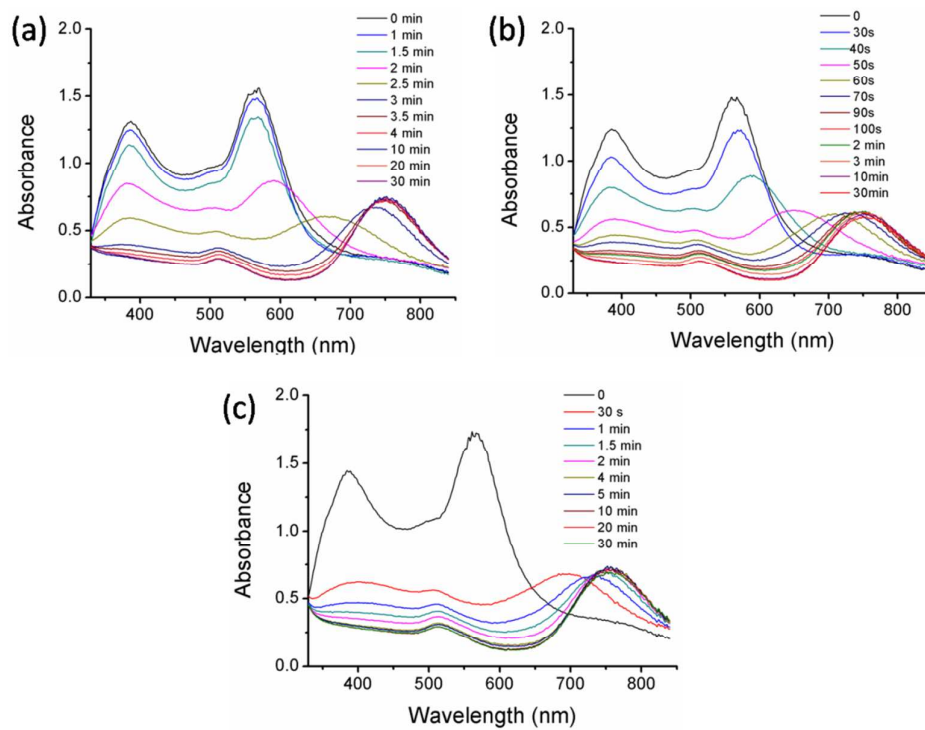 (a)
0 min
1 min
1.5 min
2 min
2.5 min
3 min
3.5 min
4 min
10 min
20 min
30 min
2.0
1.5
1.0
0.5
0.0
Absorbance
400 500 600 700 800
Wavelength (nm)
(b)
0
30s
40s
50s
60s
70s
90s
100s
2 min
3 min
10min
30min
2.0
1.5
1.0
0.5
0.0
Absorbance
400 500 600 700 800
Wavelength (nm)
(c)
0
30 s
1 min
1.5 min
2 min
4 min
5 min
10 min
20 min
30 min
2.0
1.5
1.0
0.5
0.0
Absorbance
400 500 600 700 800
Wavelength (nm)